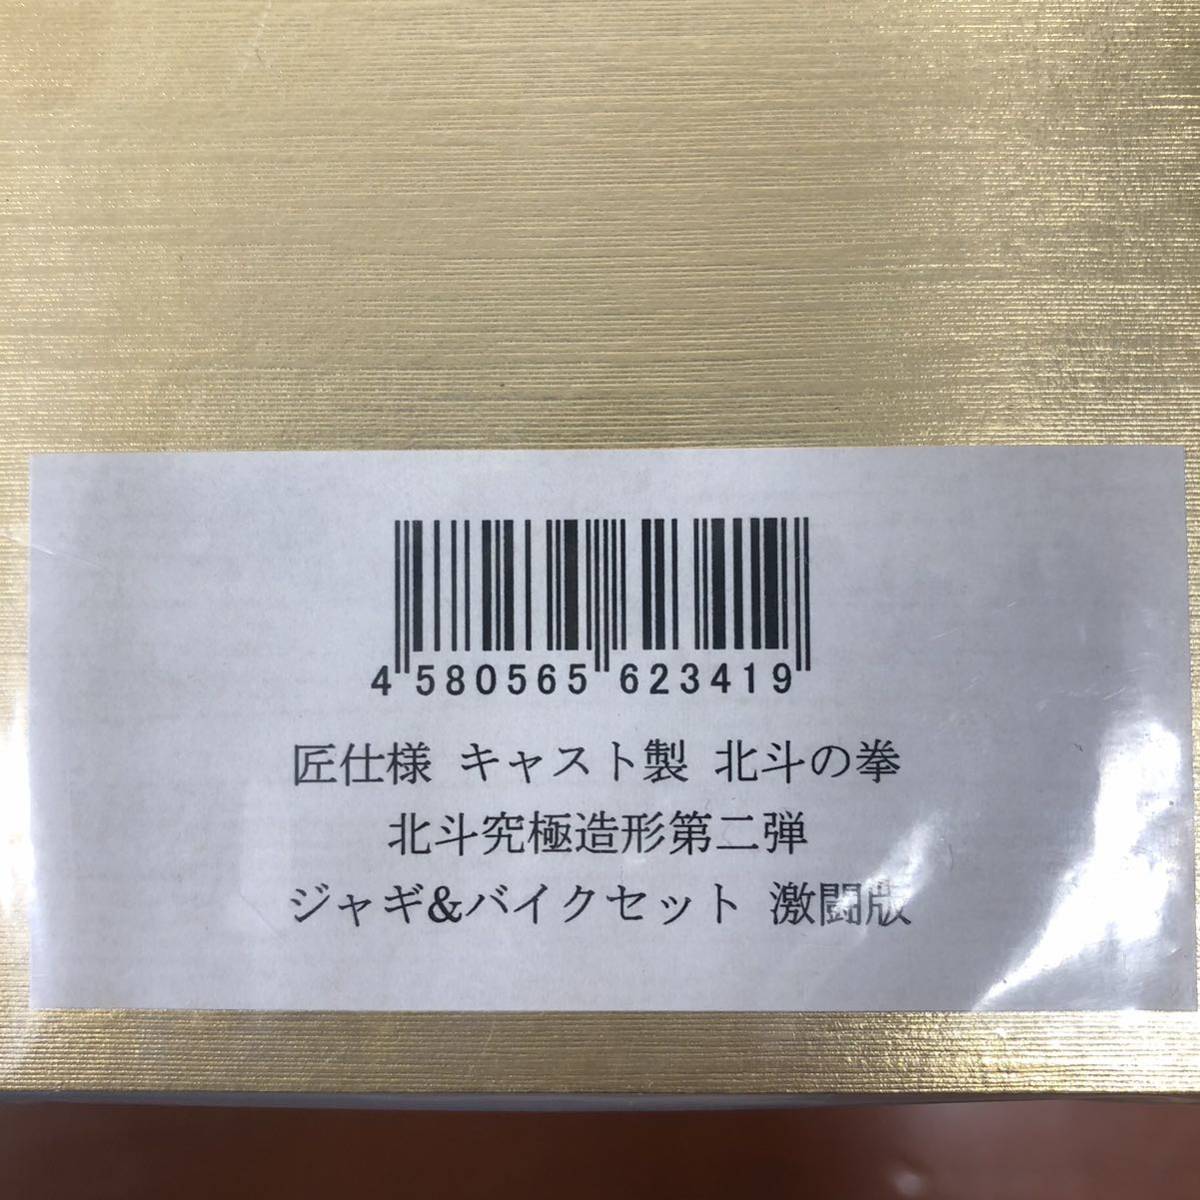 4 580565 623419
匠仕様 キャスト製 北斗の拳
北斗究極造形第二弾
ジャギ&バイクセット 激闘版